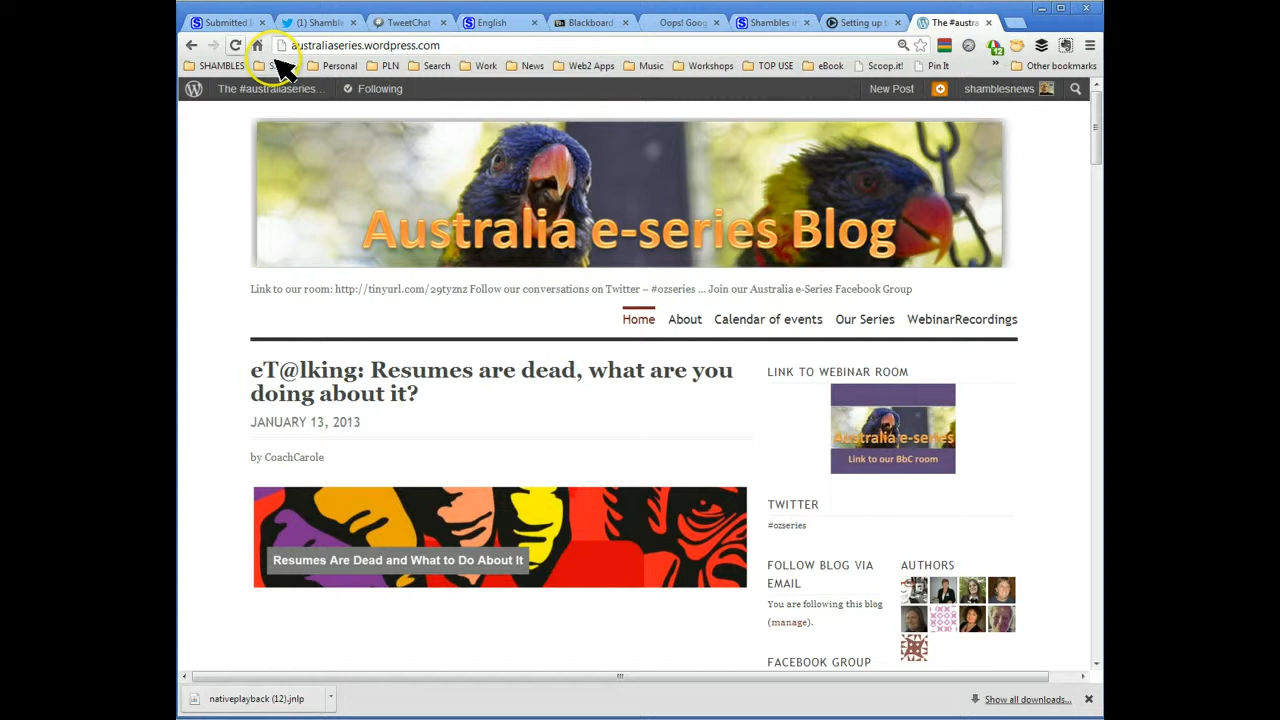 Submitted
(1) Shamble
TweetChat
English
Blackboard
Oops! Goog
Shambles in
Setting up t
The #austra
australiaseries.wordpress.com
12
SHAMBLES
Personal
PLN
Search
Work
News
Web2 Apps
Music
Workshops
TOP USE
eBook
Scoop.it!
Pin It
»
Other bookmarks
The #australiaseries...
Following
New Post
shamblesnews
Australia e-series Blog
Link to our room: http://tinyurl.com/29tyznz Follow our conversations on Twitter – #ozseries ... Join our Australia e-Series Facebook Group
Home About Calendar of events Our Series WebinarRecordings
eT@lking: Resumes are dead, what are you
doing about it?
JANUARY 13, 2013
by CoachCarole
Resumes Are Dead and What to Do About It
LINK TO WEBINAR ROOM
Australia e-series
Link to our BbC room
TWITTER
#ozseries
FOLLOW BLOG VIA
EMAIL
You are following this blog
(manage).
AUTHORS
FACEBOOK GROUP
nativeplayback (12).jnlp
Show all downloads...